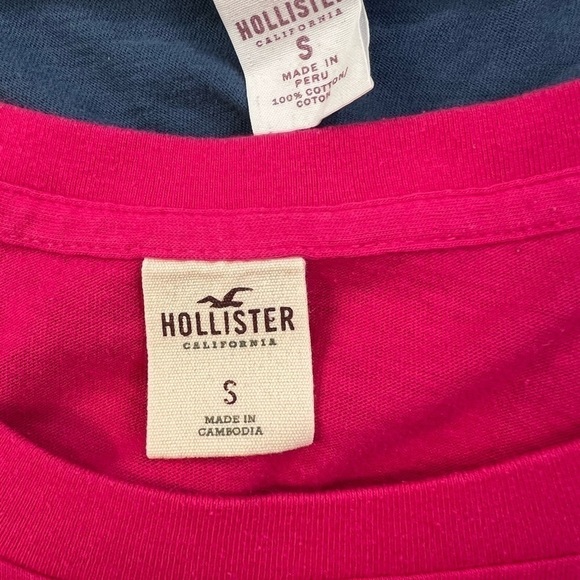 HOLLISTER
CALIFORNIA
S
MADE IN
PERU
100% COTTON/
COTON
HOLLISTER
CALIFORNIA
S
MADE IN
CAMBODIA